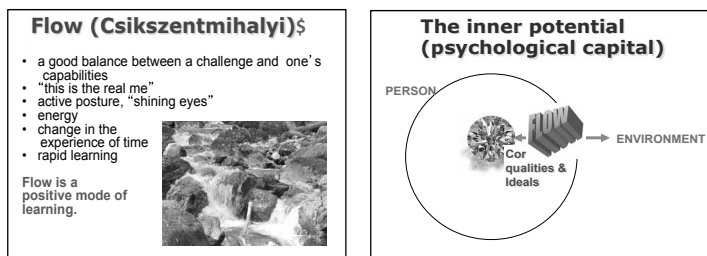 Flow (Csikszentmihalyi)$
• a good balance between a challenge and one's
capabilities
• "this is the real me"
• active posture, "shining eyes"
• energy
• change in the
experience of time
• rapid learning
Flow is a
positive mode of
learning.
The inner potential
(psychological capital)
PERSON
FLOW
ENVIRONMENT
Cor
qualities &
Ideals